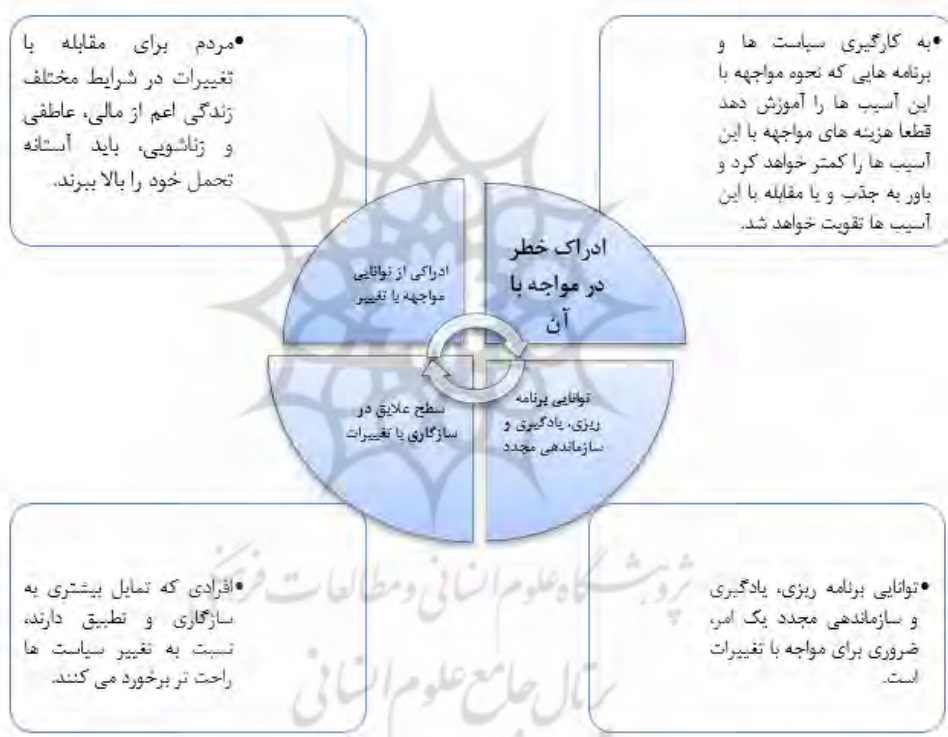 •به کارگیری سیاست ها و
برنامه هایی که نحوه مواجهه با
این آسیب ها را آموزش دهد
قطعا هزینه های مواجهه با این
آسیب ها را کمتر خواهد کرد و
باور به جذب و یا مقابله با این
آسیب ها تقویت خواهد شد.
•مردم برای مقابله با
تغییرات در شرایط مختلف
زندگی اعم از مالی، عاطفی
و زناشویی، باید آستانه
تحمل خود را بالا ببرند.
ادراک خطر
در مواجه با
آن
ادراکی از توانایی
مواجهه با تغییر
توانایی برنامه
ریزی، یادگیری و
سازماندهی مجدد
سطح علایق در
سازگاری با تغییرات
•توانایی برنامه ریزی، یادگیری
و سازماندهی مجدد یک امر،
ضروری برای مواجه با تغییرات
است.
•افرادی که تمایل بیشتری به
سازگاری و تطبیق دارند،
نسبت به تغییر سیاست ها
راحت تر برخورد می کنند.
پژوهشگاه علوم انسانی و مطالعات فرهنگی
پرتال جامع علوم انسانی